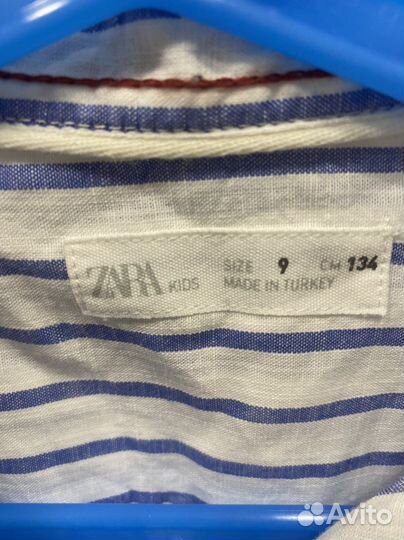 ZARA KIDS SIZE 9 CM 134
MADE IN TURKEY
Avito